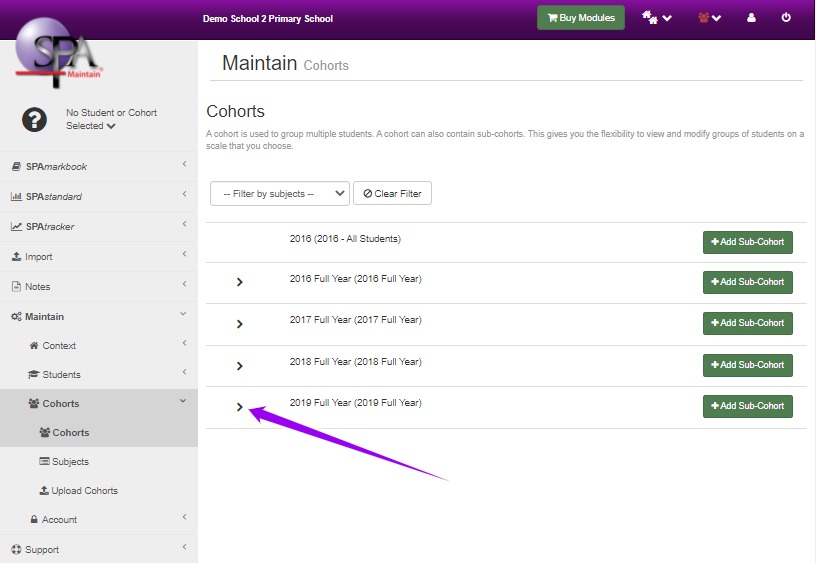 Demo School 2 Primary School
Buy Modules
SPA
Maintain®
No Student or Cohort
Selected
SPAmarkbook
SPAstandard
SPAtracker
Import
Notes
Maintain
Context
Students
Cohorts
Cohorts
Subjects
Upload Cohorts
Account
Support
Maintain Cohorts
Cohorts
A cohort is used to group multiple students. A cohort can also contain sub-cohorts. This gives you the flexibility to view and modify groups of students on a
scale that you choose.
-- Filter by subjects -- Clear Filter
2016 (2016 - All Students) Add Sub-Cohort
2016 Full Year (2016 Full Year) Add Sub-Cohort
2017 Full Year (2017 Full Year) Add Sub-Cohort
2018 Full Year (2018 Full Year) Add Sub-Cohort
2019 Full Year (2019 Full Year) Add Sub-Cohort